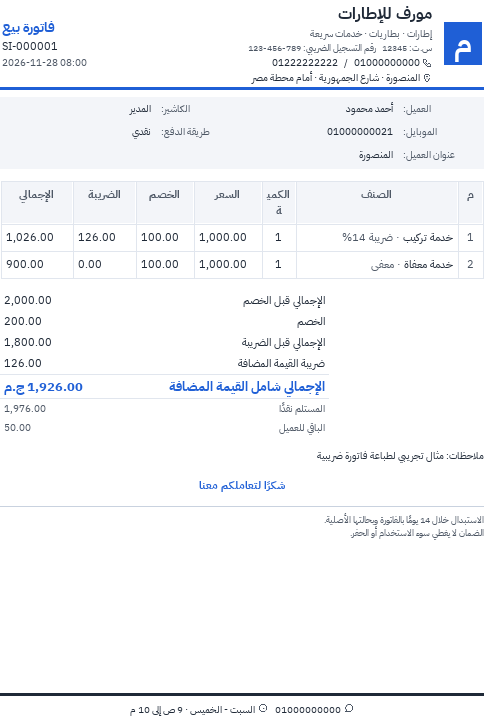 مورف للإطارات
إطارات · بطاريات · خدمات سريعة
س.ت: 12345 رقم التسجيل الضريبي: 789-456-123
01000000000 / 01222222222
المنصورة · شارع الجمهورية · أمام محطة مصر
م
فاتورة بيع
SI-000001
2026-11-28 08:00
العميل: أحمد محمود الكاشير: المدير
الموبايل: 01000000021 طريقة الدفع: نقدي
عنوان العميل: المنصورة
م الصنف الكمية السعر الخصم الضريبة الإجمالي
1 خدمة تركيب · ضريبة 14% 1 1,000.00 100.00 126.00 1,026.00
2 خدمة معفاة · معفى 1 1,000.00 100.00 0.00 900.00
الإجمالي قبل الخصم 2,000.00
الخصم 200.00
الإجمالي قبل الضريبة 1,800.00
ضريبة القيمة المضافة 126.00
الإجمالي شامل القيمة المضافة 1,926.00 ج.م
المستلم نقدًا 1,976.00
الباقي للعميل 50.00
ملاحظات: مثال تجريبي لطباعة فاتورة ضريبية
شكرًا لتعاملكم معنا
الاستبدال خلال 14 يومًا بالفاتورة وبحالتها الأصلية.
الضمان لا يغطي سوء الاستخدام أو الحفر.
01000000000 السبت - الخميس · 9 ص إلى 10 م